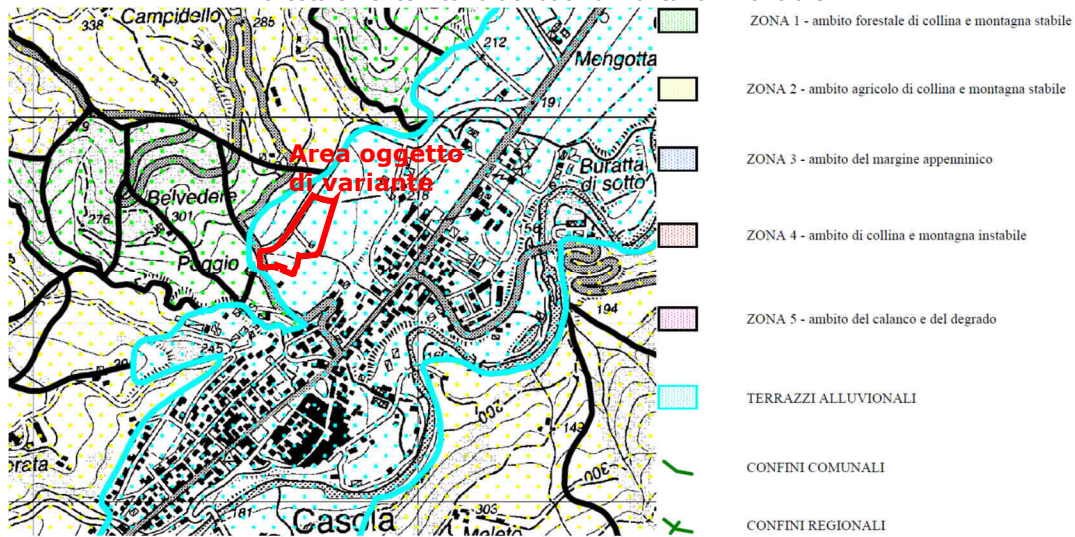 Campidello
285
338
212
Mengotta
191
Area oggetto
di variante
Buratta
di sotto
Belvedere
218
301
276
Poggio
156
194
245
143
300
300
303
181
Casola
Maleto
ZONA 1 - ambito forestale di collina e montagna stabile
ZONA 2 - ambito agricolo di collina e montagna stabile
ZONA 3 - ambito del margine appenninico
ZONA 4 - ambito di collina e montagna instabile
ZONA 5 - ambito del calanco e del degrado
TERRAZZI ALLUVIONALI
CONFINI COMUNALI
CONFINI REGIONALI